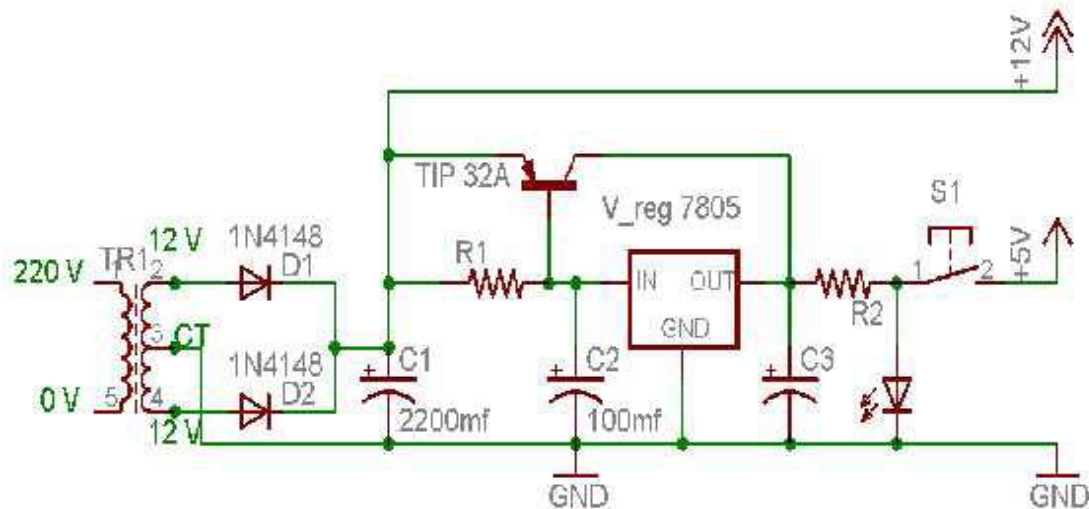 +12V
TIP 32A
V_reg 7805
S1
12 V
1N4148
D1
R1
+5V
220 V
TR1
1
2
IN
OUT
1
2
R2
GND
3
CT
1N4148
D2
C1
C2
C3
0 V
5
4
12 V
2200mf
100mf
GND
GND